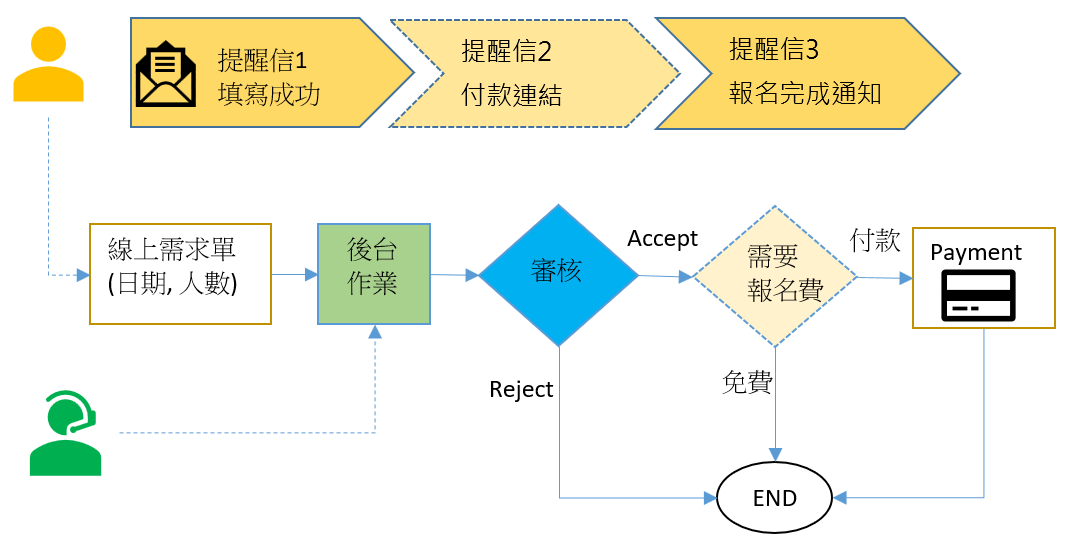 提醒信1
填寫成功
提醒信2
付款連結
提醒信3
報名完成通知
線上需求單
(日期, 人數)
後台
作業
審核
Accept
需要
報名費
付款
Payment
Reject
免費
END